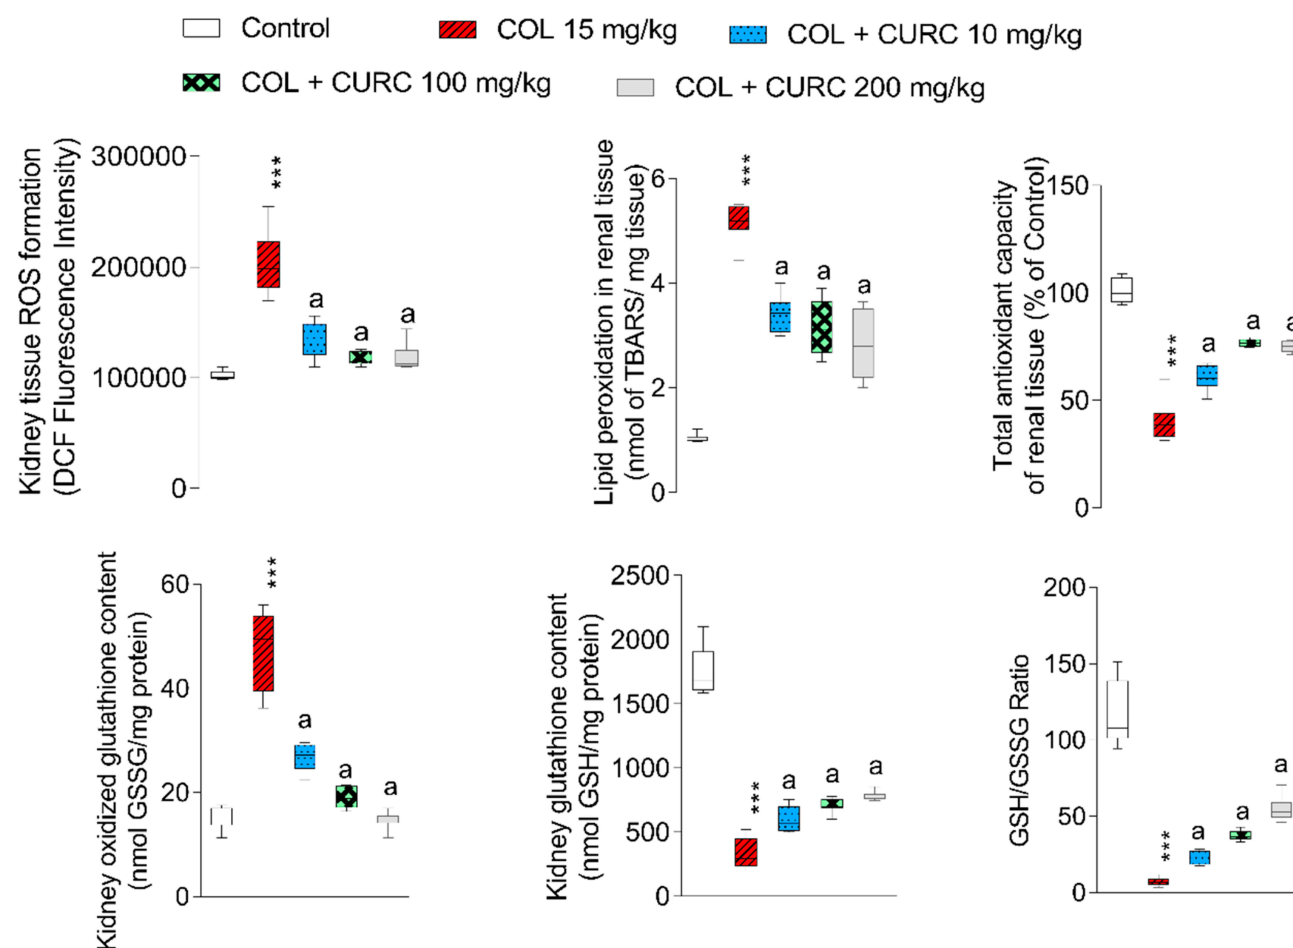 Control
COL 15 mg/kg
COL + CURC 10 mg/kg
COL + CURC 100 mg/kg
COL + CURC 200 mg/kg
Kidney tissue ROS formation
(DCF Fluorescence Intensity)
300000
200000
100000
0
***
a
a
a
Lipid peroxidation in renal tissue
(nmol of TBARS/ mg tissue)
6
4
2
0
***
a
a
a
Total antioxidant capacity
of renal tissue (% of Control)
150
100
50
0
***
a
a
a
Kidney oxidized glutathione content
(nmol GSSG/mg protein)
60
40
20
0
***
a
a
a
Kidney glutathione content
(nmol GSH/mg protein)
2500
2000
1500
1000
500
0
***
a
a
a
GSH/GSSG Ratio
200
150
100
50
0
***
a
a
a